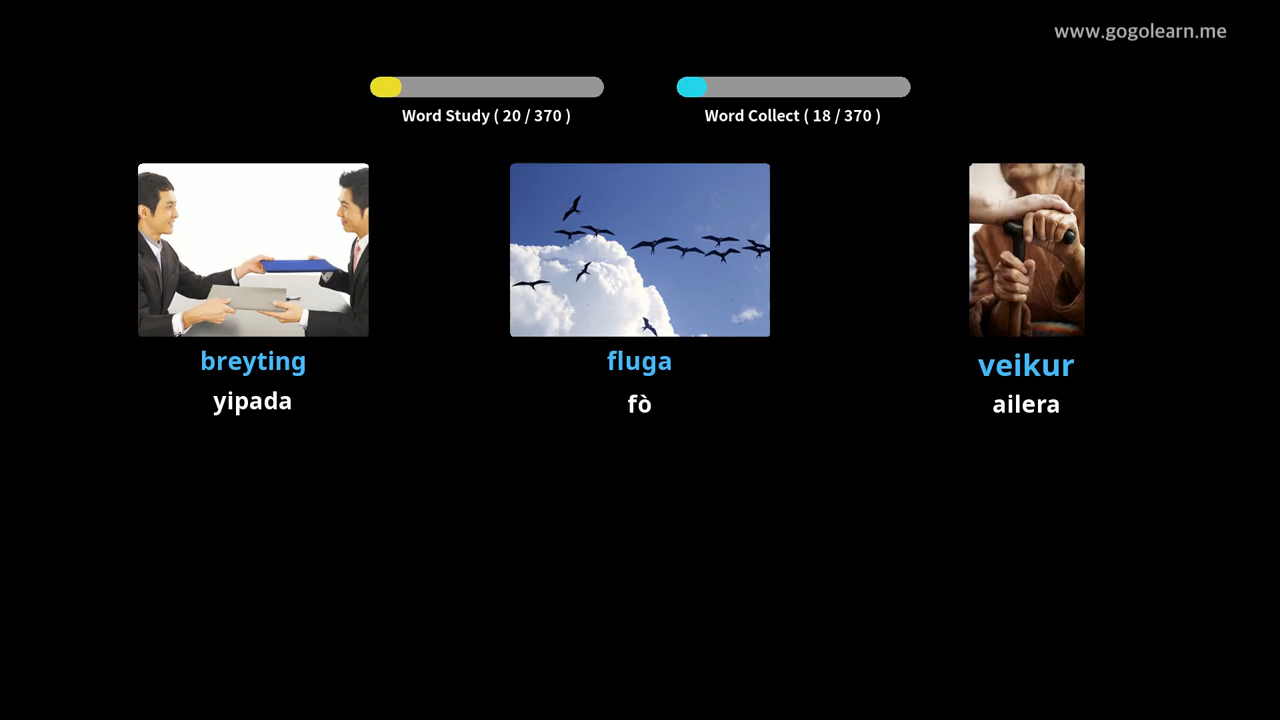 www.gogolearn.me
Word Study ( 20 / 370 )
Word Collect ( 18 / 370 )
breyting
yipada
fluga
fò
veikur
ailera